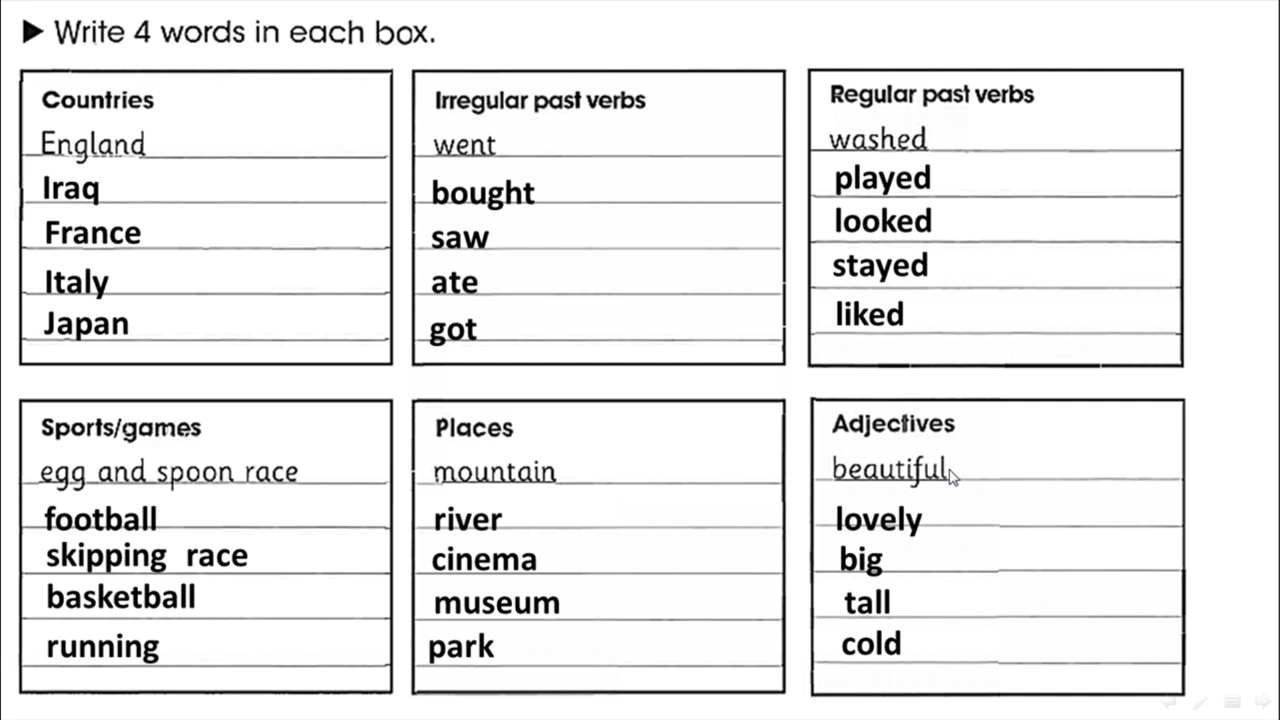 ▶ Write 4 words in each box.
Countries
England
Iraq
France
Italy
Japan
Irregular past verbs
went
bought
saw
ate
got
Regular past verbs
washed
played
looked
stayed
liked
Sports/games
egg and spoon race
football
skipping race
basketball
running
Places
mountain
river
cinema
museum
park
Adjectives
beautiful
lovely
big
tall
cold